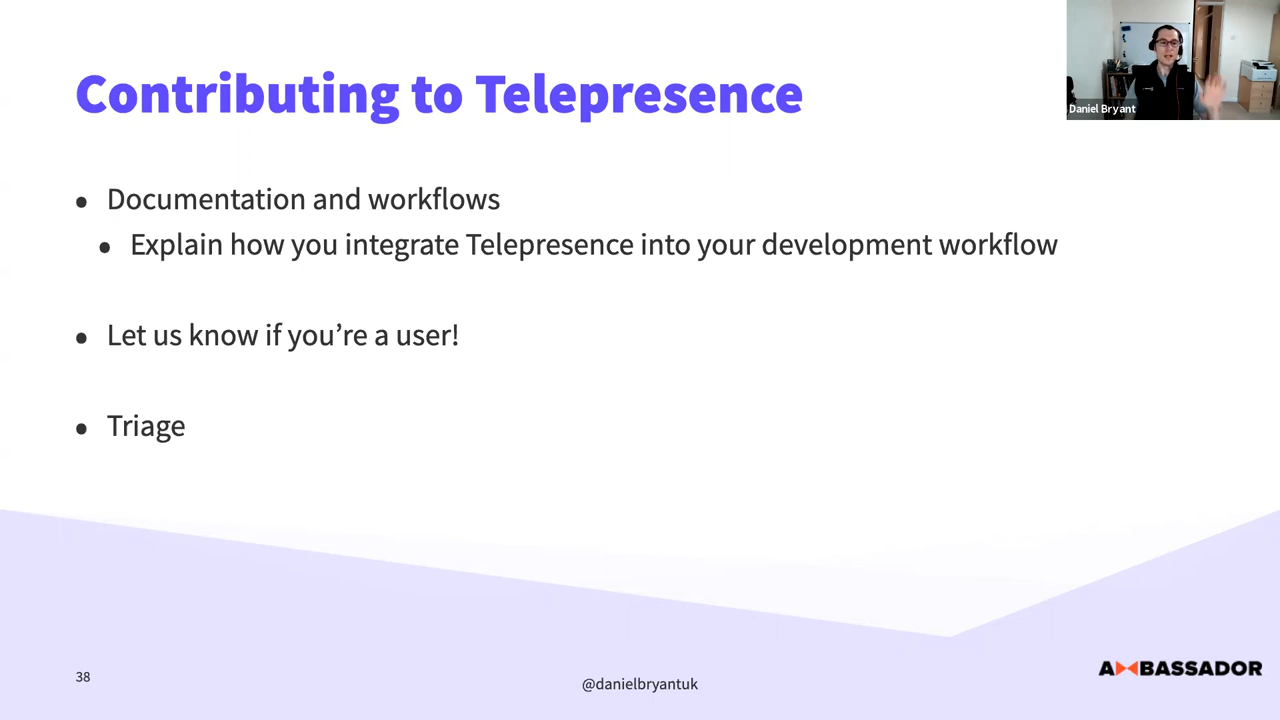 Contributing to Telepresence
Daniel Bryant
• Documentation and workflows
• Explain how you integrate Telepresence into your development workflow
• Let us know if you’re a user!
• Triage
38
@danielbryantuk
AMBASSADOR